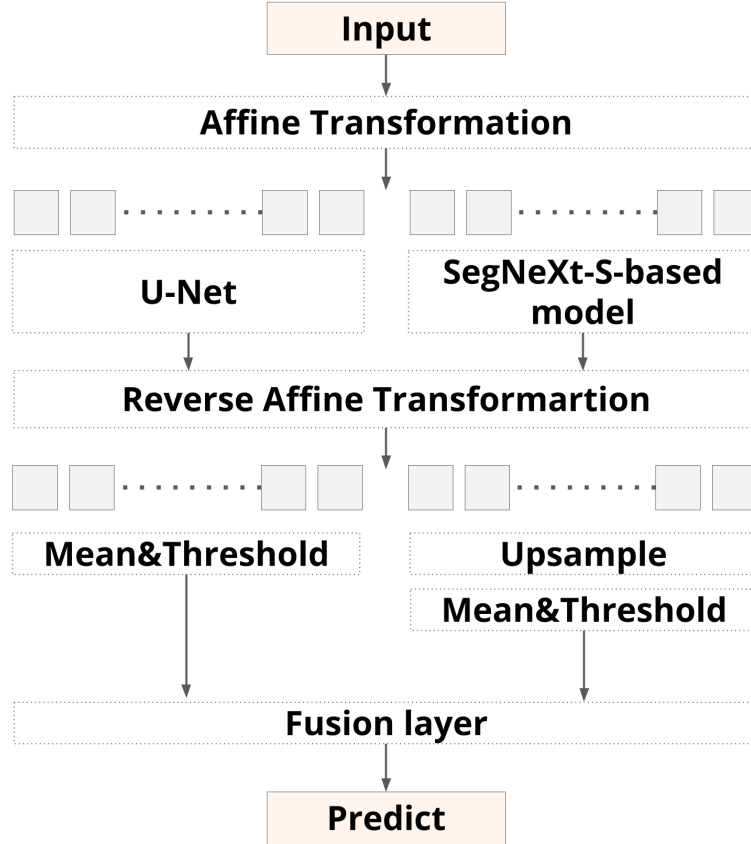 Input
Affine Transformation
U-Net
SegNeXt-S-based
model
Reverse Affine Transformartion
Mean&Threshold
Upsample
Mean&Threshold
Fusion layer
Predict